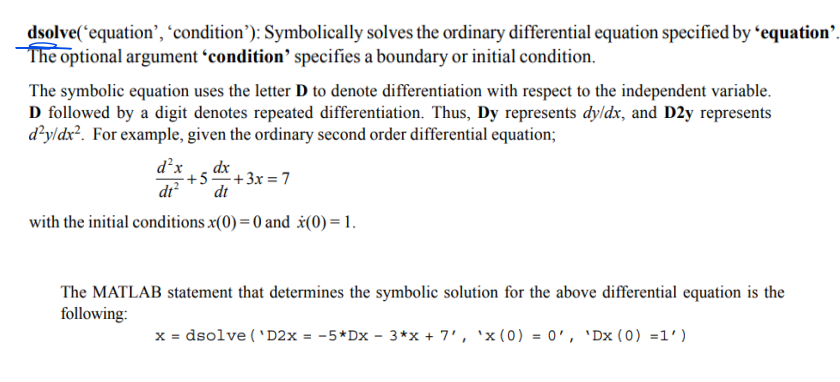 dsolve(‘equation’, ‘condition’): Symbolically solves the ordinary differential equation specified by ‘equation’.
The optional argument ‘condition’ specifies a boundary or initial condition.
The symbolic equation uses the letter D to denote differentiation with respect to the independent variable.
D followed by a digit denotes repeated differentiation. Thus, Dy represents dy/dx, and D2y represents
d²y/dx². For example, given the ordinary second order differential equation;
d²x/dt² + 5 dx/dt + 3x = 7
with the initial conditions x(0) = 0 and ẋ(0) = 1.
The MATLAB statement that determines the symbolic solution for the above differential equation is the
following:
x = dsolve(‘D2x = -5*Dx - 3*x + 7’, ‘x(0) = 0’, ‘Dx(0) =1’)